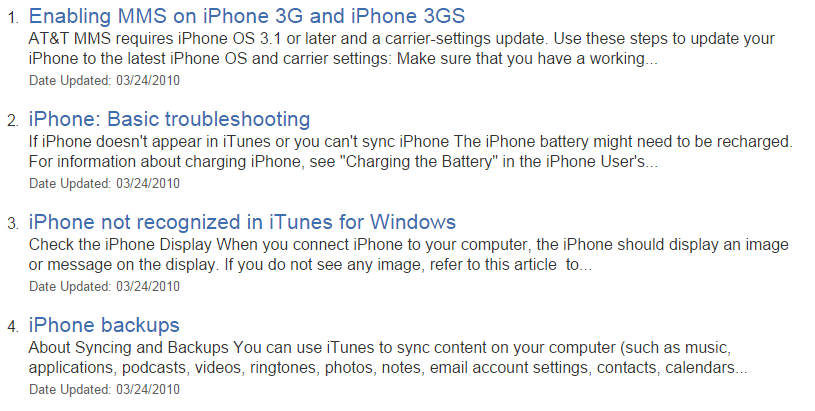 1. Enabling MMS on iPhone 3G and iPhone 3GS
AT&T MMS requires iPhone OS 3.1 or later and a carrier-settings update. Use these steps to update your
iPhone to the latest iPhone OS and carrier settings: Make sure that you have a working...
Date Updated: 03/24/2010
2. iPhone: Basic troubleshooting
If iPhone doesn't appear in iTunes or you can't sync iPhone The iPhone battery might need to be recharged.
For information about charging iPhone, see "Charging the Battery" in the iPhone User's...
Date Updated: 03/24/2010
3. iPhone not recognized in iTunes for Windows
Check the iPhone Display When you connect iPhone to your computer, the iPhone should display an image
or message on the display. If you do not see any image, refer to this article  to...
Date Updated: 03/24/2010
4. iPhone backups
About Syncing and Backups You can use iTunes to sync content on your computer (such as music,
applications, podcasts, videos, ringtones, photos, notes, email account settings, contacts, calendars...
Date Updated: 03/24/2010